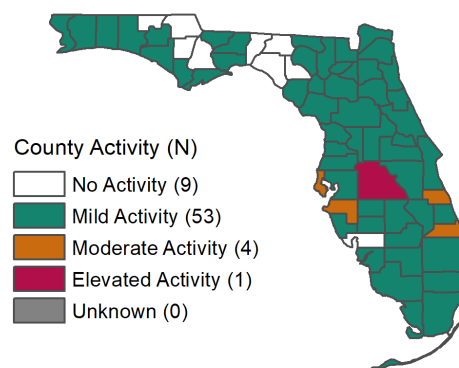 County Activity (N)
No Activity (9)
Mild Activity (53)
Moderate Activity (4)
Elevated Activity (1)
Unknown (0)